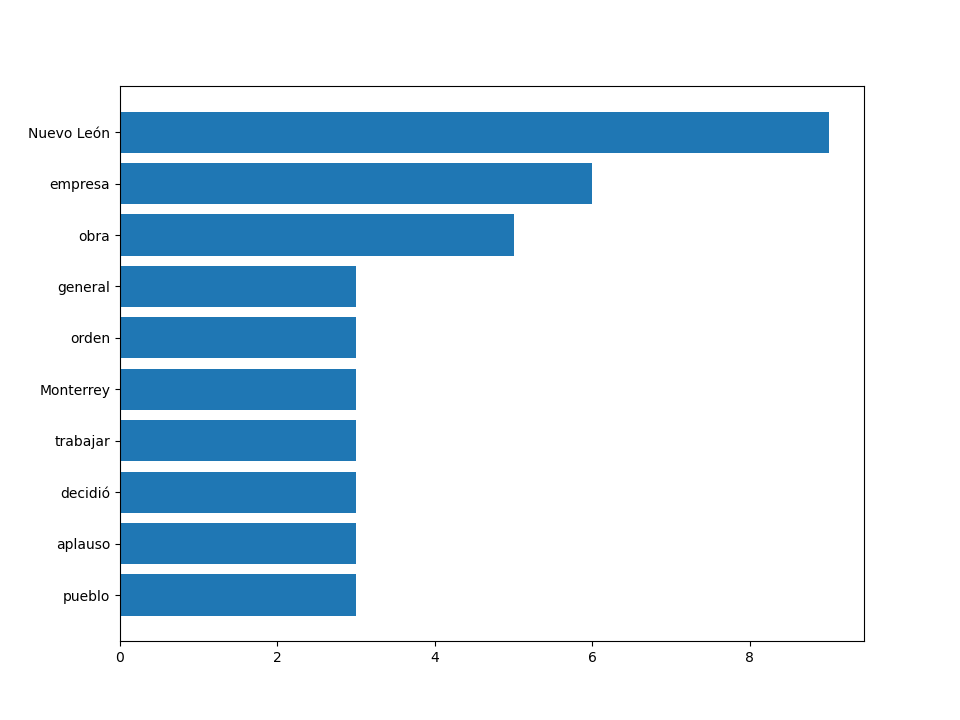 Nuevo León
empresa
obra
general
orden
Monterrey
trabajar
decidió
aplauso
pueblo
0 2 4 6 8